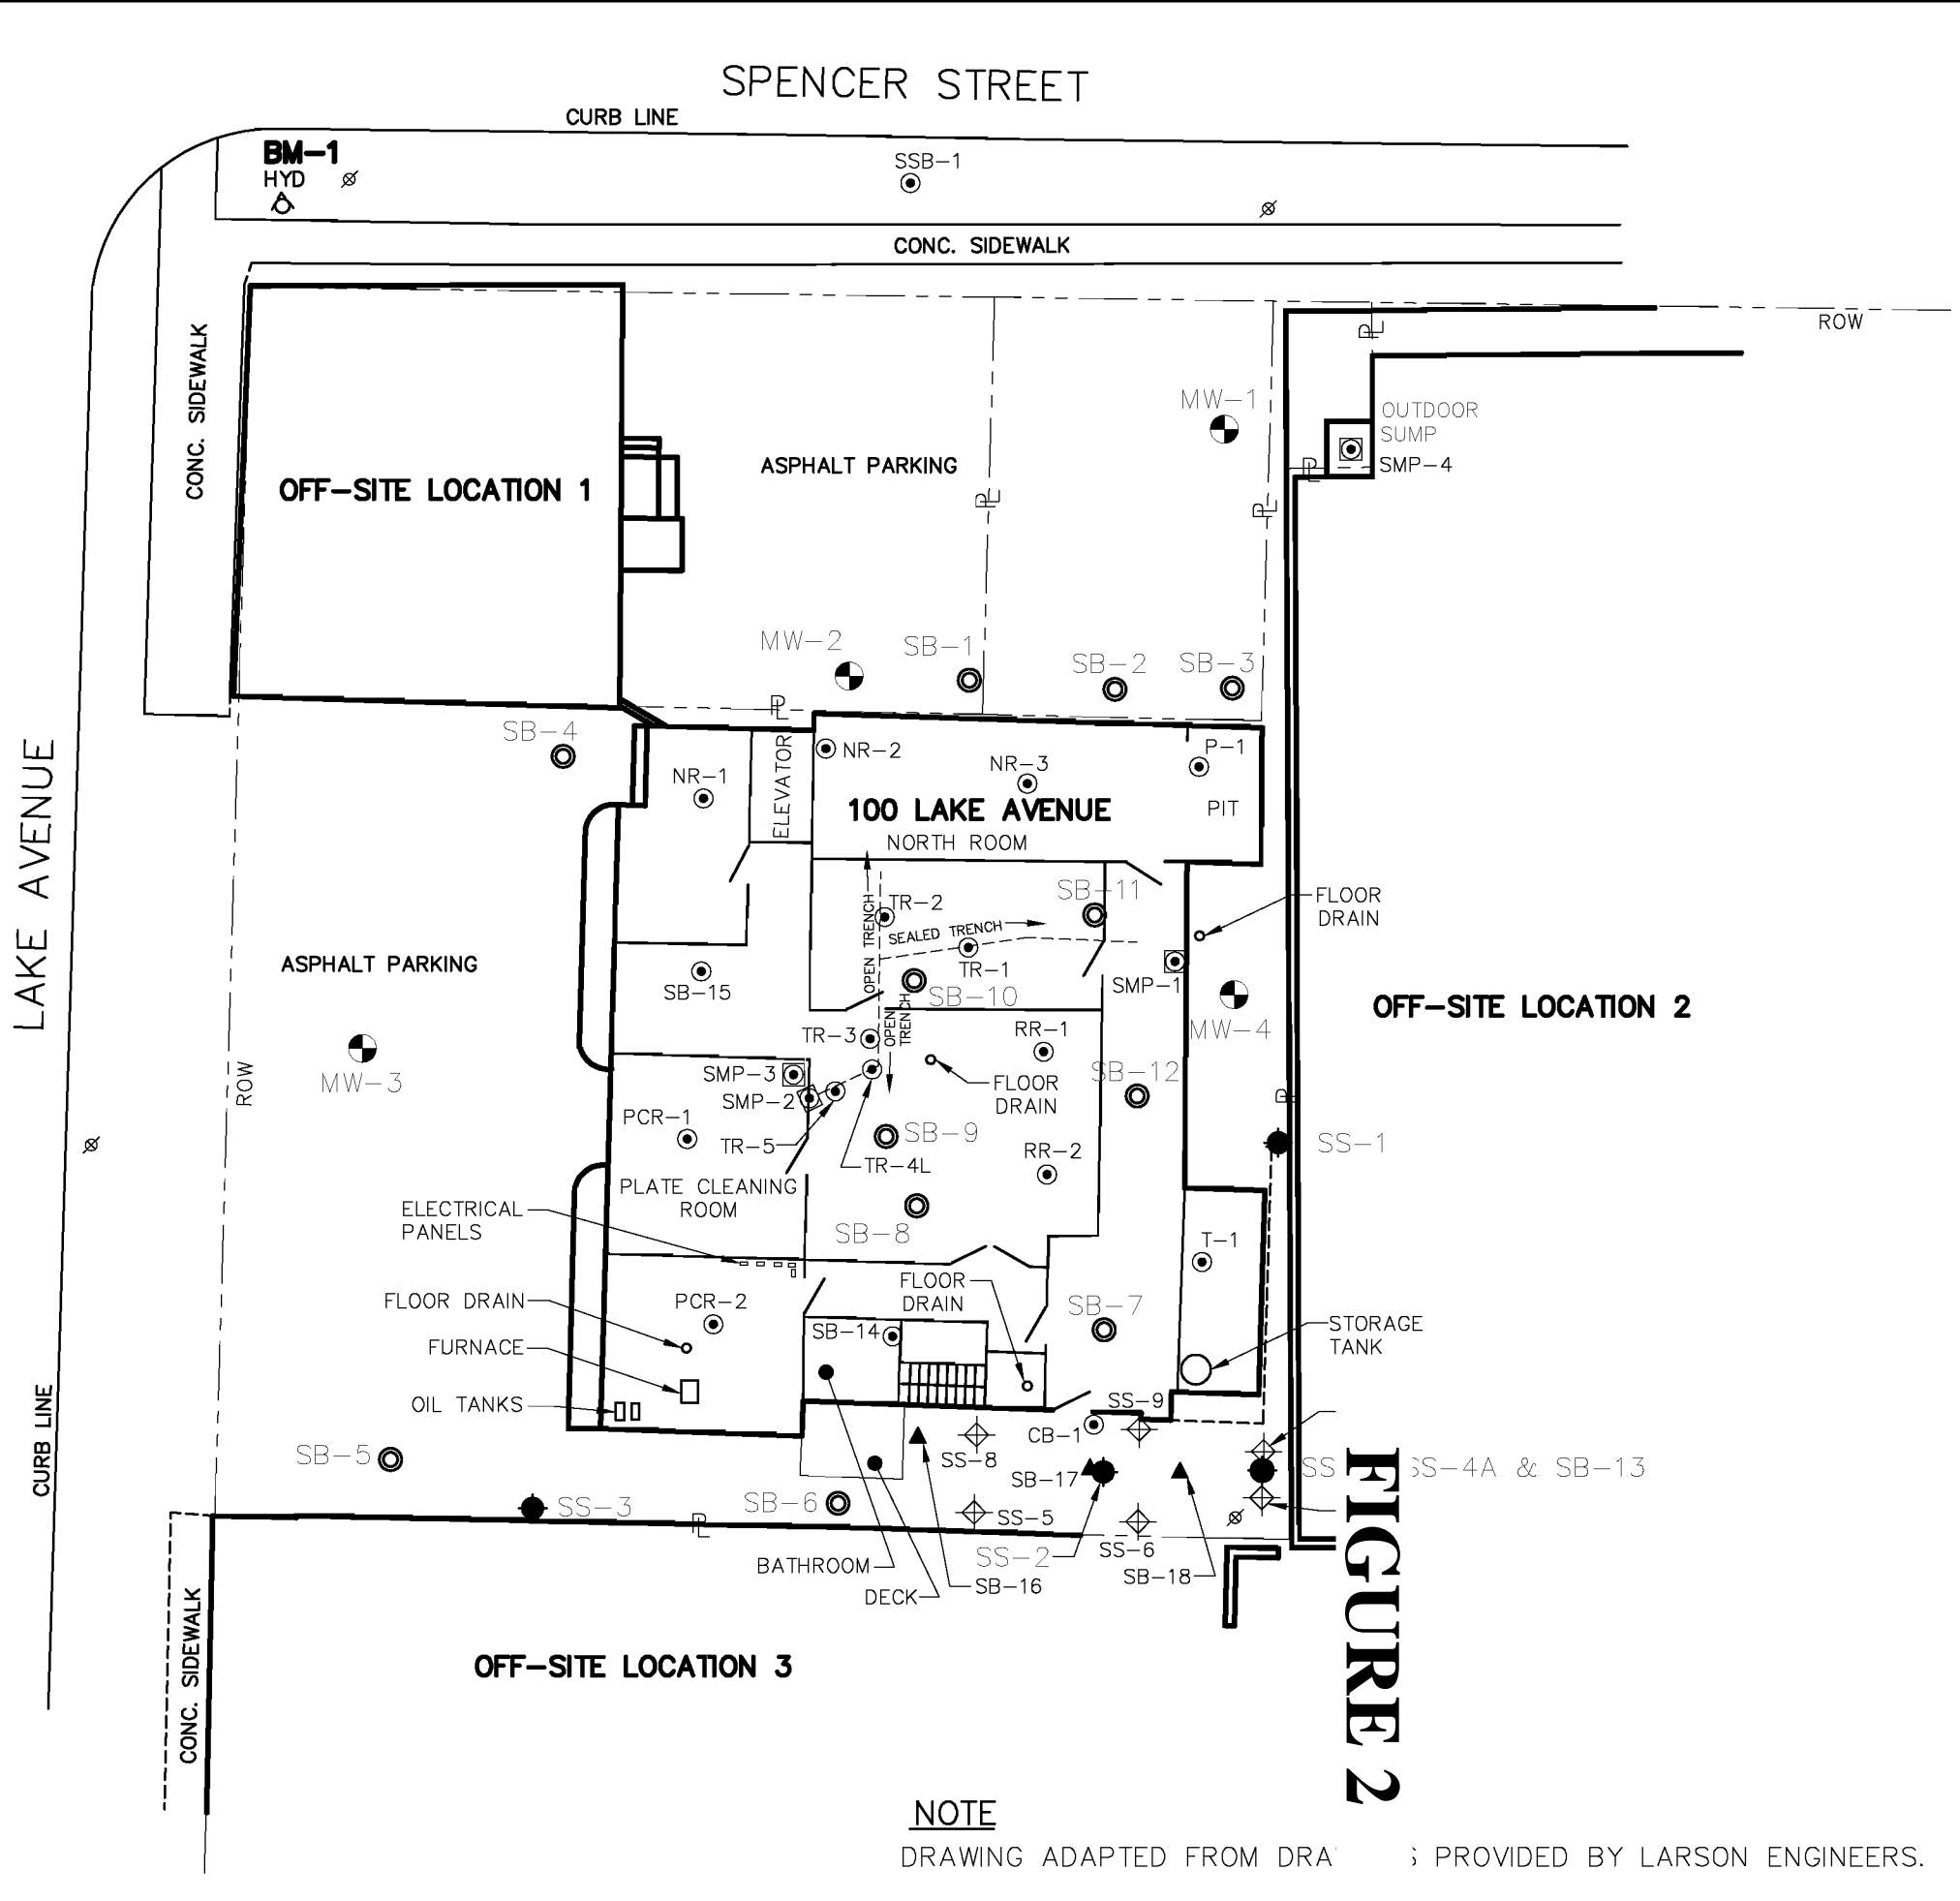 SPENCER STREET
CURB LINE
BM-1
HYD
SSB-1
CONC. SIDEWALK
ROW
CONC. SIDEWALK
MW-1
OUTDOOR
SUMP
SMP-4
ASPHALT PARKING
OFF-SITE LOCATION 1
PL
PL
PL
PL
MW-2
SB-1
SB-2
SB-3
PL
SB-4
ELEVATOR
NR-2
P-1
NR-1
NR-3
100 LAKE AVENUE
PIT
NORTH ROOM
LAKE AVENUE
SB-11
FLOOR
DRAIN
TR-2
OPEN TRENCH
SEALED TRENCH
ASPHALT PARKING
TR-1
SB-15
SMP-1
SB-10
OFF-SITE LOCATION 2
OPEN
TRENCH
TR-3
RR-1
MW-4
MW-3
ROW
SMP-3
SB-12
FLOOR
DRAIN
SMP-2
PL
PCR-1
TR-5
SB-9
SS-1
TR-4L
RR-2
PLATE CLEANING
ROOM
ELECTRICAL
PANELS
SB-8
T-1
FLOOR
DRAIN
FLOOR DRAIN
PCR-2
SB-7
SB-14
STORAGE
TANK
FURNACE
OIL TANKS
SS-9
CB-1
CURB LINE
SB-5
SS-8
SB-17
SS
SS-4A & SB-13
SS-3
SB-6
SS-5
PL
SS-2
SS-6
BATHROOM
SB-16
SB-18
DECK
FIGURE 2
CONC. SIDEWALK
OFF-SITE LOCATION 3
NOTE
DRAWING ADAPTED FROM DRA S PROVIDED BY LARSON ENGINEERS.